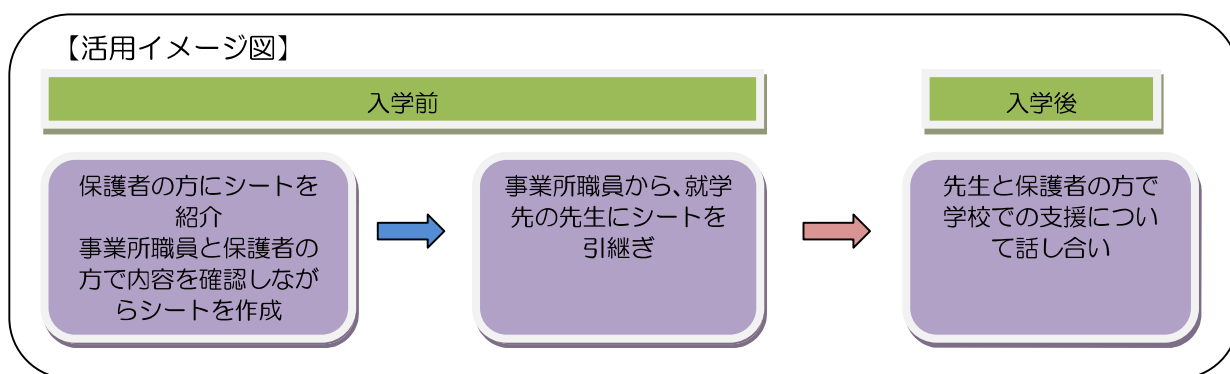 【活用イメージ図】
入学前
入学後
保護者の方にシートを
紹介
事業所職員と保護者の
方で内容を確認しなが
らシートを作成
事業所職員から、就学
先の先生にシートを
引継ぎ
先生と保護者の方で
学校での支援につい
て話し合い